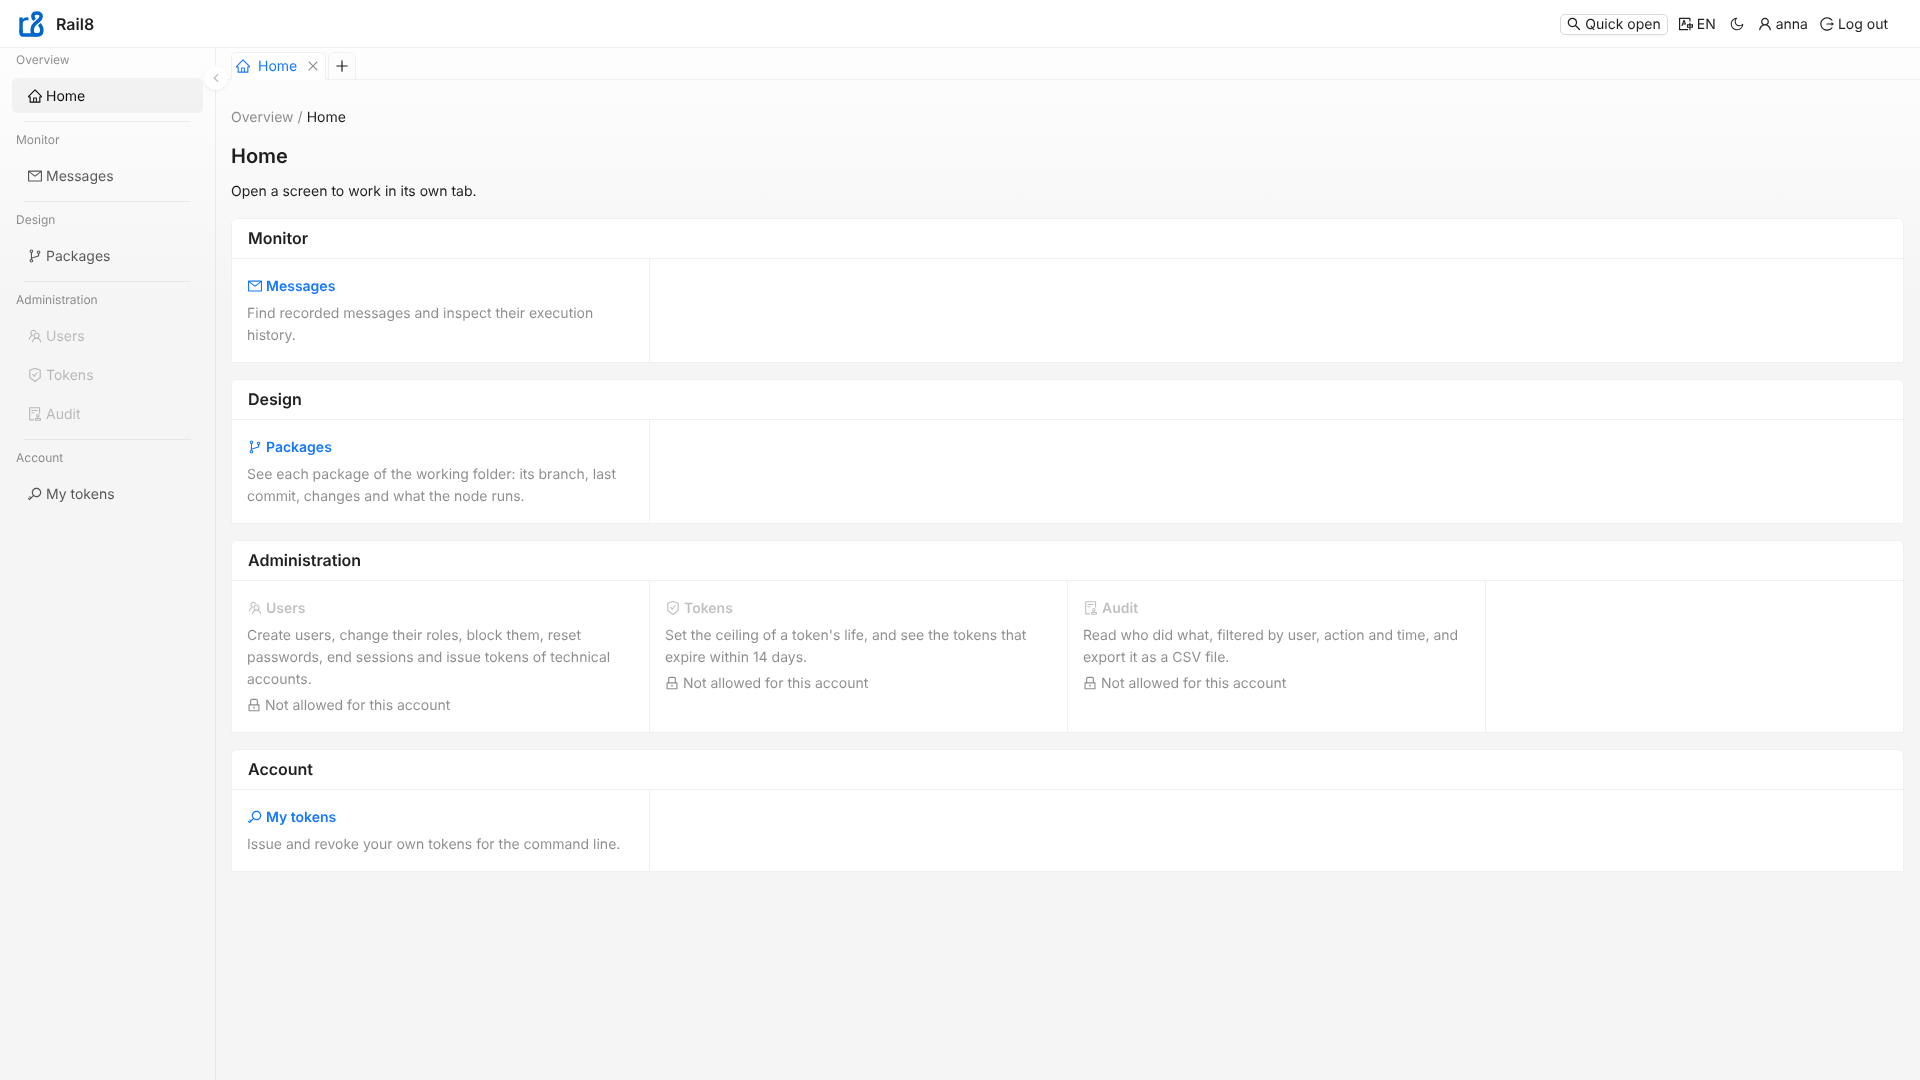 Rail8
Quick open
EN
anna
Log out
Overview
Home
Monitor
Messages
Design
Packages
Administration
Users
Tokens
Audit
Account
My tokens
Home
Overview / Home
Home
Open a screen to work in its own tab.
Monitor
Messages
Find recorded messages and inspect their execution
history.
Design
Packages
See each package of the working folder: its branch, last
commit, changes and what the node runs.
Administration
Users
Create users, change their roles, block them, reset
passwords, end sessions and issue tokens of technical
accounts.
Not allowed for this account
Tokens
Set the ceiling of a token's life, and see the tokens that
expire within 14 days.
Not allowed for this account
Audit
Read who did what, filtered by user, action and time, and
export it as a CSV file.
Not allowed for this account
Account
My tokens
Issue and revoke your own tokens for the command line.